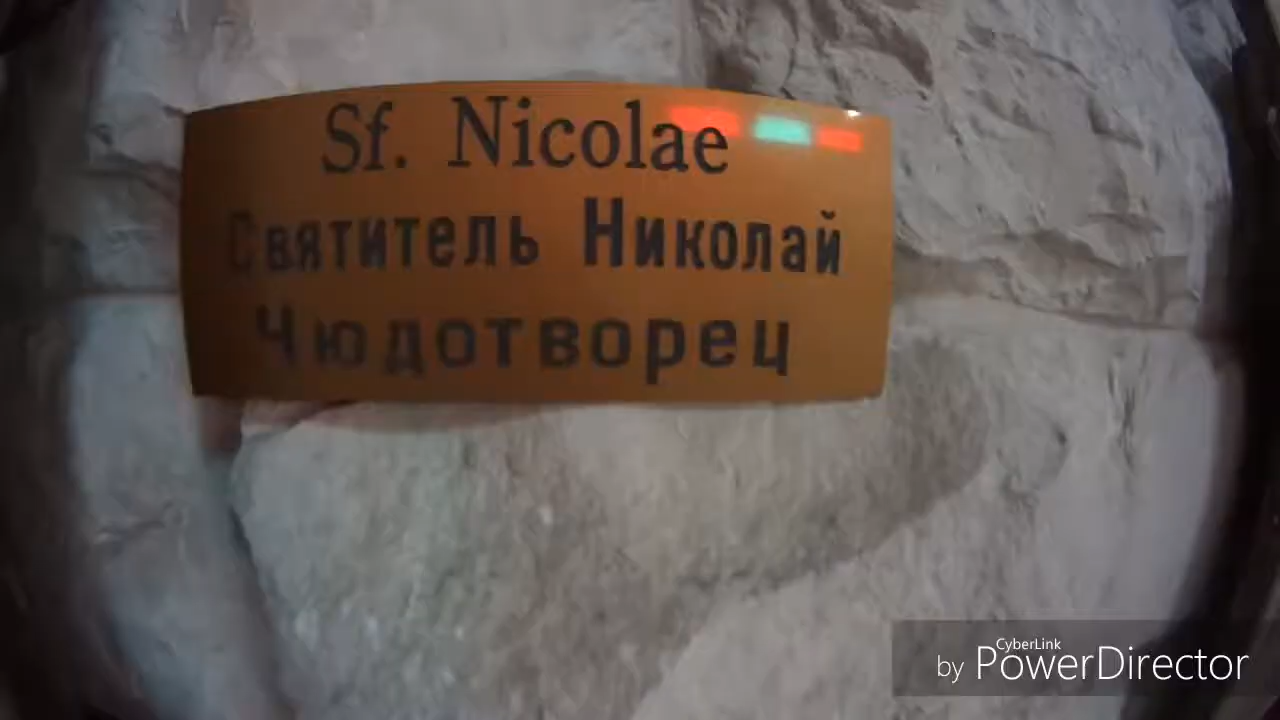 Sf. Nicolae
Святитель Николай
Чюдотворец
CyberLink
by PowerDirector